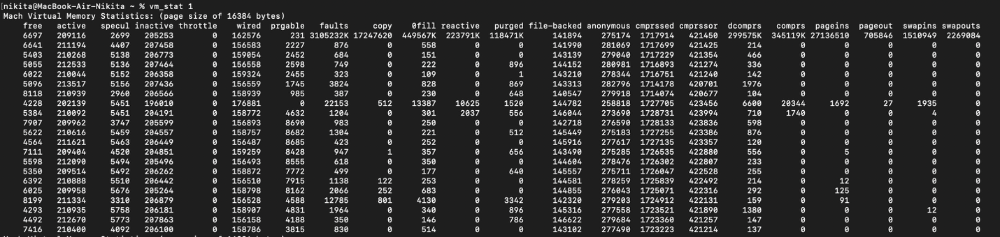 nikita@MacBook-Air-Nikita ~ % vm_stat 1
Mach Virtual Memory Statistics: (page size of 16384 bytes)
free active specul inactive throttle wired prgable faults copy 0fill reactive purged file-backed anonymous cmprssed cmprssor dcomprs comprs pageins pageout swapins swapouts
6697 209116 2699 205253 0 162576 231 3105232K 17247620 449567K 223791K 118471K 141894 275174 1717914 421450 299575K 345119K 27136510 705846 1510949 2269084
6641 211194 4407 207458 0 156583 2227 876 0 558 0 0 141990 281069 1717699 421425 214 0 0 0 0 0
5403 210268 5138 206773 0 159054 2452 684 0 151 0 0 143139 279040 1717229 421354 466 0 0 0 0 0
5055 212533 5136 207464 0 156558 2598 749 0 222 0 896 144152 280981 1716893 421274 336 0 0 0 0 0
6022 210044 5152 206358 0 159324 2455 323 0 109 0 1 143210 278344 1716751 421240 142 0 0 0 0 0
5096 213517 5156 207436 0 156559 1745 3824 0 828 0 869 143313 282796 1714178 420701 1976 0 0 0 0 0
8118 210939 2960 206566 0 158939 985 387 0 230 0 648 140547 279918 1714074 420677 104 0 0 0 0 0
4228 202139 5451 196010 0 176881 0 22153 512 13387 10625 1520 144782 258818 1727705 423456 6600 20344 1692 27 1935 0
5384 210092 5451 204191 0 158772 4632 1204 0 301 2037 556 146044 273690 1728731 423994 710 1740 0 0 4 0
7907 209962 3747 205599 0 156893 8690 983 0 250 0 0 142718 276590 1728133 423836 598 0 0 0 0 0
5622 210616 5459 204557 0 158757 8682 1304 0 221 0 512 145449 275183 1727255 423386 876 0 0 0 0 0
4564 211621 5463 206449 0 156487 8685 423 0 252 0 0 145916 277617 1727135 423357 120 0 0 0 0 0
7111 209404 4520 204851 0 159259 8428 947 1 357 0 656 143490 275285 1726535 422880 556 0 5 0 0 0
5598 212090 5494 205496 0 156493 8555 618 0 350 0 0 144604 278476 1726302 422807 233 0 0 0 0 0
5350 209514 5492 206262 0 158872 7772 499 0 177 0 640 145557 275711 1726047 422528 255 0 0 0 0 0
6392 210888 5510 206442 0 156510 7915 1138 122 253 0 0 144581 278259 1725839 422492 214 0 12 0 0 0
6025 209958 5676 205264 0 158798 8162 2066 252 683 0 0 144855 276043 1725071 422316 292 0 125 0 0 0
8199 211334 3310 206879 0 156528 4588 12785 801 4130 0 3342 142320 279203 1724912 422131 159 0 91 0 0 0
4293 210935 5758 206181 0 158907 4831 1964 0 340 0 896 145316 277558 1723521 421890 1380 0 0 0 12 0
4492 212670 5773 207863 0 156158 4188 350 0 146 0 786 146622 279684 1723360 421257 147 0 0 0 0 0
7416 210400 4092 206100 0 158786 3815 830 0 514 0 0 143102 277490 1723223 421214 137 0 0 0 0 0